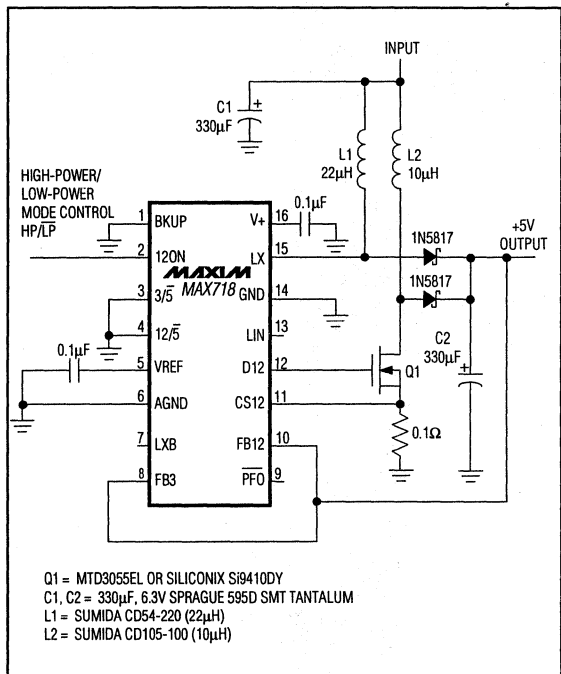 INPUT
C1
330µF
+
L1
22µH
L2
10µH
HIGH-POWER/
LOW-POWER
MODE CONTROL
HP/L̅P̅
0.1µF
+5V
OUTPUT
1 BKUP
V+ 16
1N5817
2 12ON
LX 15
MAXIM
MAX718
1N5817
3 3/5̅
GND 14
4 12/5̅
LIN 13
C2
330µF
+
0.1µF
5 VREF
D12 12
Q1
6 AGND
CS12 11
0.1Ω
7 LXB
FB12 10
8 FB3
P̅F̅O̅ 9
Q1 = MTD3055EL OR SILICONIX Si9410DY
C1, C2 = 330µF, 6.3V SPRAGUE 595D SMT TANTALUM
L1 = SUMIDA CD54-220 (22µH)
L2 = SUMIDA CD105-100 (10µH)